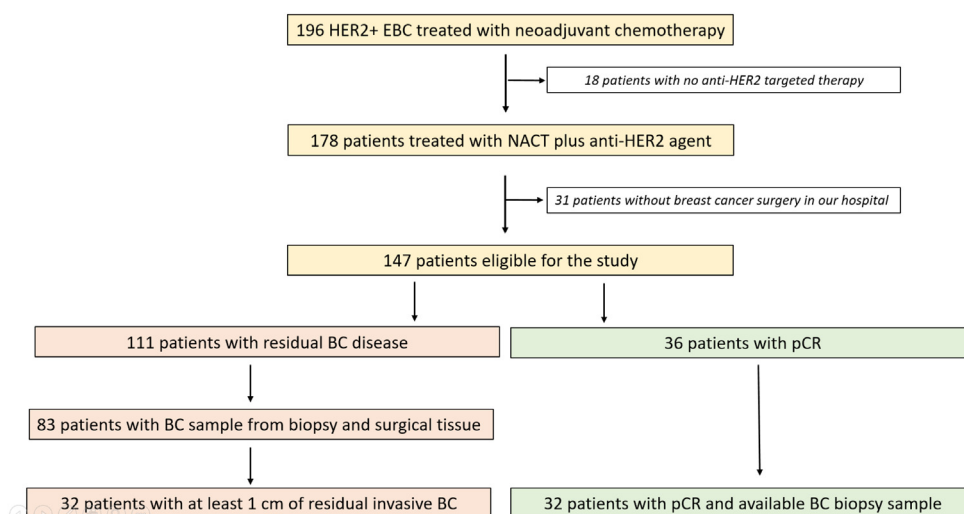 196 HER2+ EBC treated with neoadjuvant chemotherapy
18 patients with no anti-HER2 targeted therapy
178 patients treated with NACT plus anti-HER2 agent
31 patients without breast cancer surgery in our hospital
147 patients eligible for the study
111 patients with residual BC disease
36 patients with pCR
83 patients with BC sample from biopsy and surgical tissue
32 patients with at least 1 cm of residual invasive BC
32 patients with pCR and available BC biopsy sample